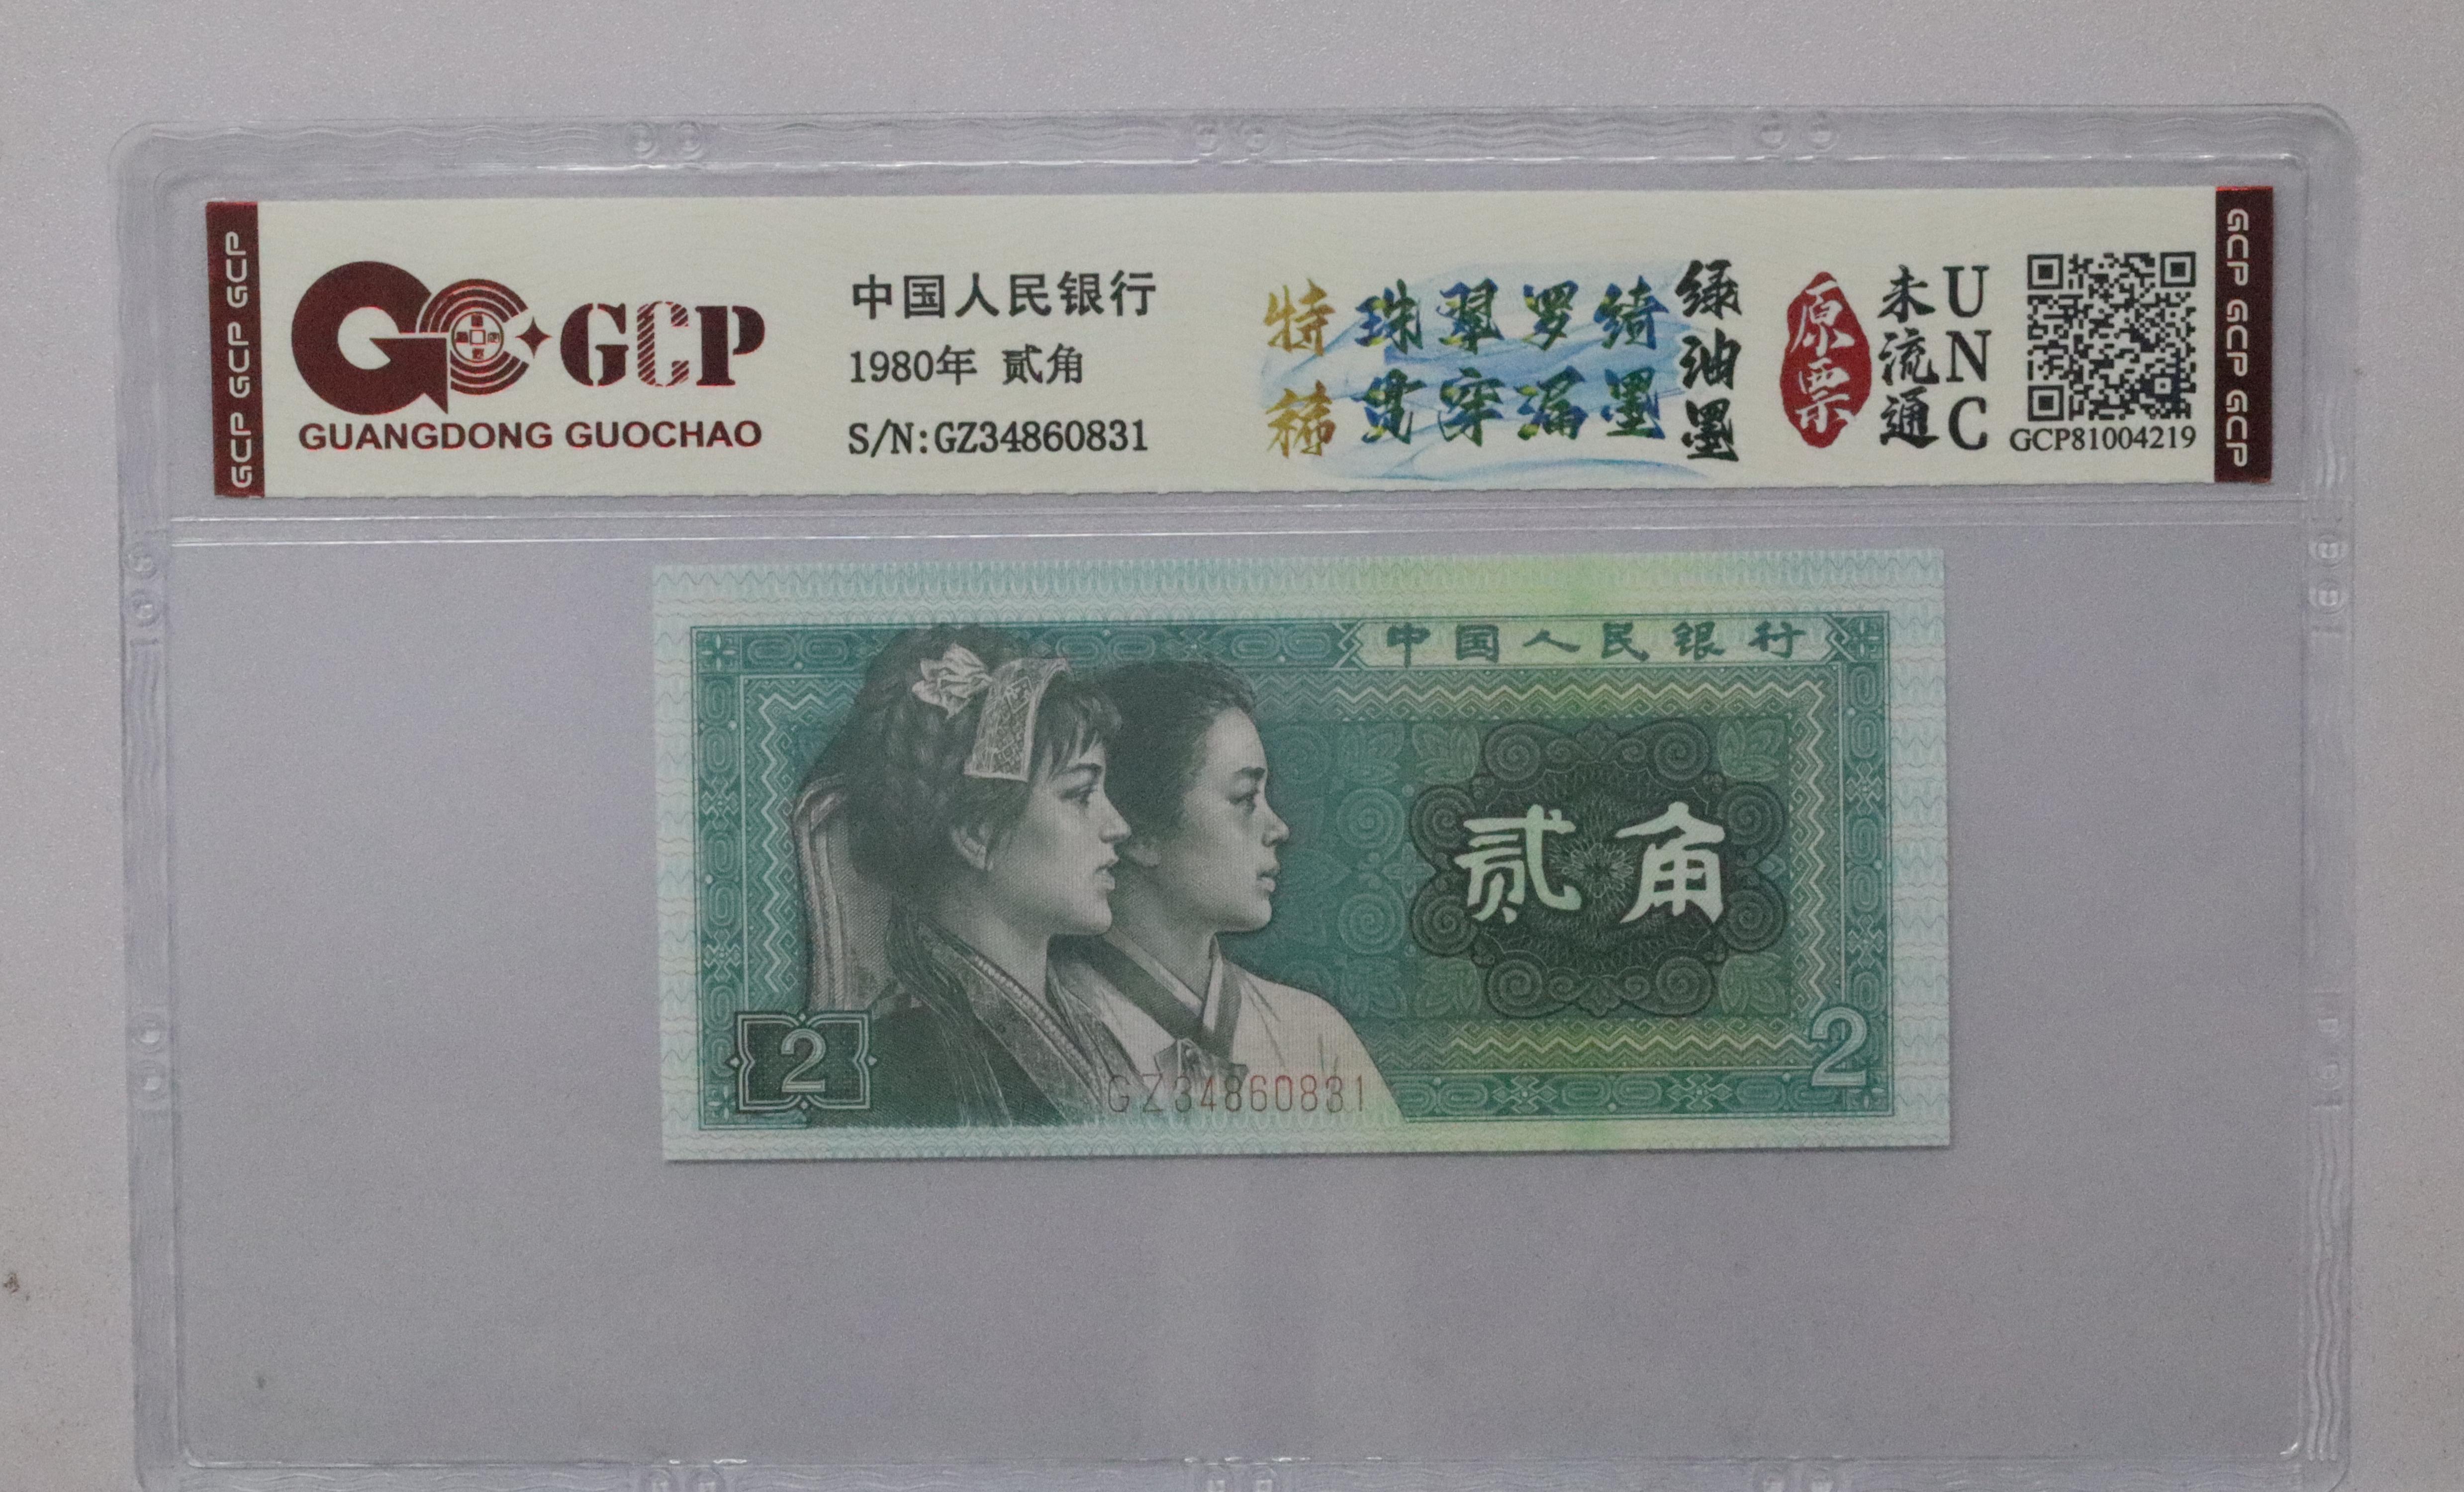 GCP GCP GCP
GCP
GUANGDONG GUOCHAO
中国人民银行
1980年 贰角
S/N:GZ34860831
特稀
珠翠罗绮
贯穿漏墨
绿油墨
原票
未流通
UNC
GCP81004219
GCP GCP GCP
中国人民银行
贰角
2
2
GZ34860831